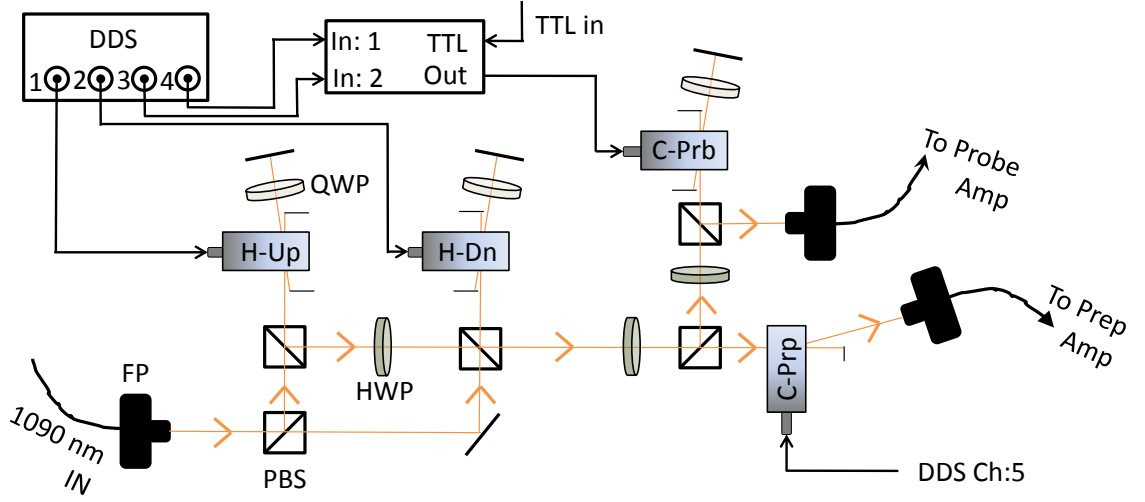 DDS
1 2 3 4
In: 1
In: 2
TTL
Out
TTL in
C-Prb
To Probe
Amp
QWP
H-Up
H-Dn
To Prep
Amp
C-Prp
HWP
FP
1090 nm
IN
PBS
DDS Ch:5